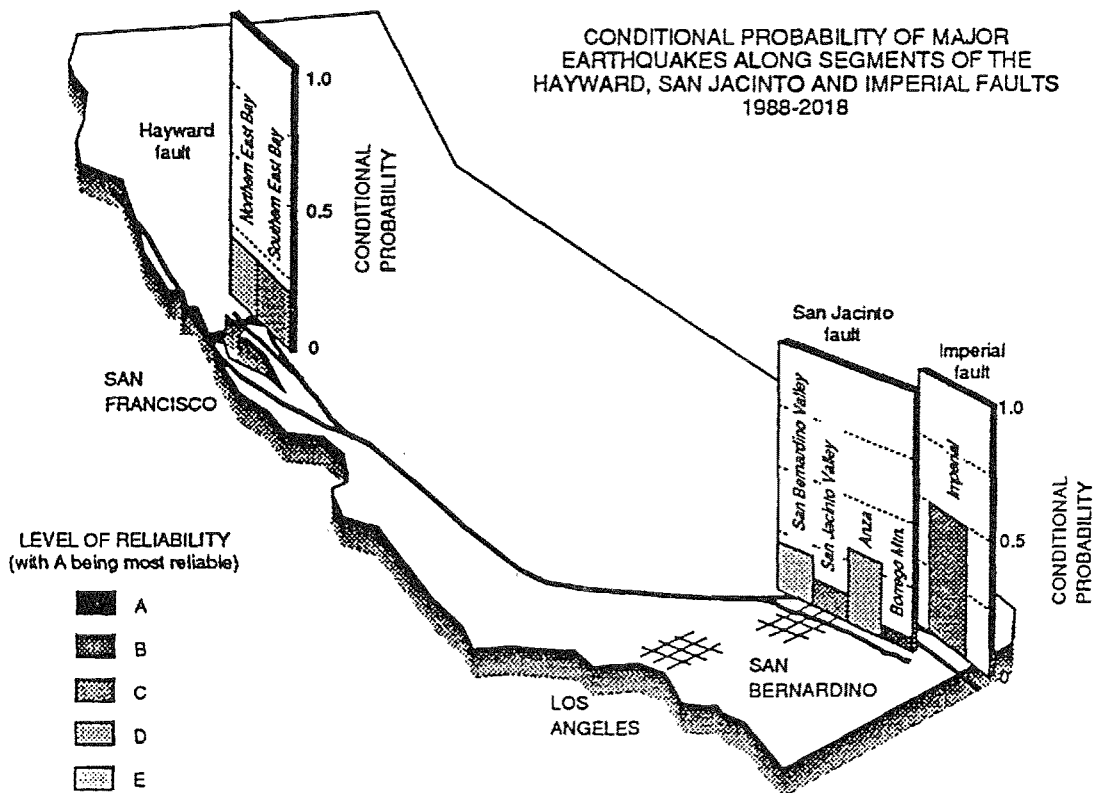 CONDITIONAL PROBABILITY OF MAJOR
EARTHQUAKES ALONG SEGMENTS OF THE
HAYWARD, SAN JACINTO AND IMPERIAL FAULTS
1988-2018
Hayward
fault
Northern East Bay
Southern East Bay
1.0
0.5
0
CONDITIONAL
PROBABILITY
SAN
FRANCISCO
San Jacinto
fault
Imperial
fault
San Bernardino Valley
San Jacinto Valley
Anza
Borrego Mtn.
Imperial
1.0
0.5
0
CONDITIONAL
PROBABILITY
LEVEL OF RELIABILITY
(with A being most reliable)
A
B
C
D
E
LOS
ANGELES
SAN
BERNARDINO